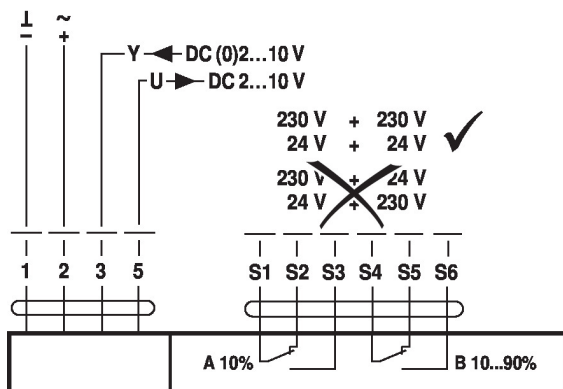 ⊥ ~
− +
Y DC (0)2...10 V
U DC 2...10 V
230 V + 230 V
24 V + 24 V
230 V + 24 V
24 V + 230 V
1 2 3 5 S1 S2 S3 S4 S5 S6
A 10% B 10...90%